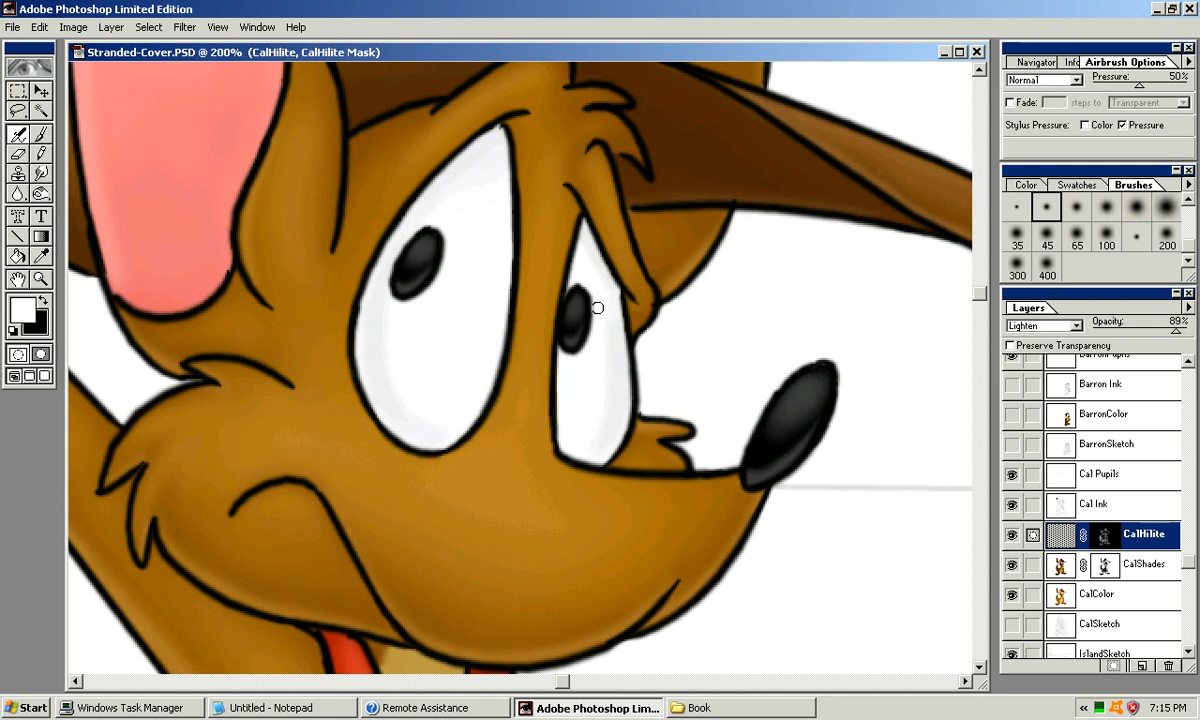 Adobe Photoshop Limited Edition
File Edit Image Layer Select Filter View Window Help
Stranded-Cover.PSD @ 200% (CalHilite, CalHilite Mask)
Navigator Info Airbrush Options
Normal Pressure: 50%
Fade: steps to Transparent
Stylus Pressure: Color Pressure
Color Swatches Brushes
35 45 65 100 200
300 400
Layers
Lighten Opacity: 89%
Preserve Transparency
BarronPupils
Barron Ink
BarronColor
BarronSketch
Cal Pupils
Cal Ink
CalHilite
CalShades
CalColor
CalSketch
IslandSketch
Start Windows Task Manager Untitled - Notepad Remote Assistance Adobe Photoshop Lim... Book « 7:15 PM